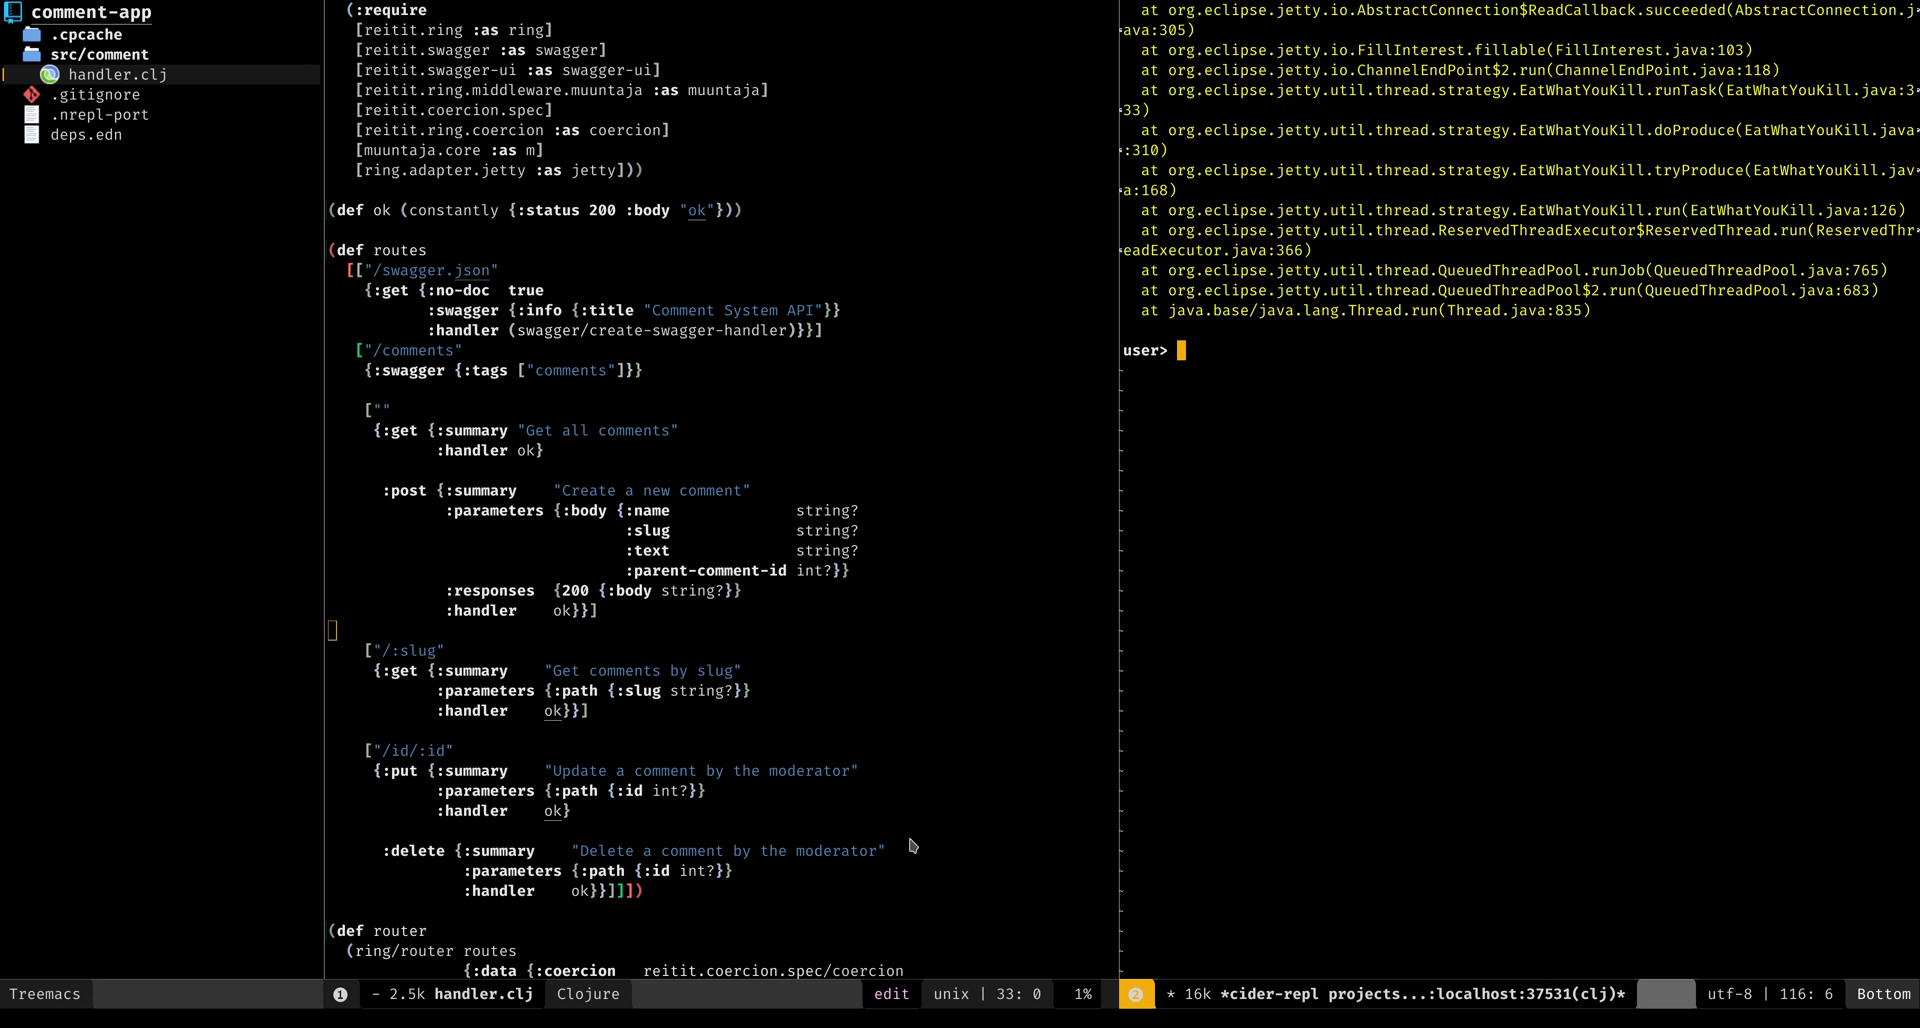 comment-app
.cpcache
src/comment
handler.clj
.gitignore
.nrepl-port
deps.edn
(:require
[reitit.ring :as ring]
[reitit.swagger :as swagger]
[reitit.swagger-ui :as swagger-ui]
[reitit.ring.middleware.muuntaja :as muuntaja]
[reitit.coercion.spec]
[reitit.ring.coercion :as coercion]
[muuntaja.core :as m]
[ring.adapter.jetty :as jetty]))
(def ok (constantly {:status 200 :body "ok"}))
(def routes
[["/swagger.json"
{:get {:no-doc  true
:swagger {:info {:title "Comment System API"}}
:handler (swagger/create-swagger-handler)}}]
["/comments"
{:swagger {:tags ["comments"]}}
[""
{:get {:summary "Get all comments"
:handler ok}
:post {:summary    "Create a new comment"
:parameters {:body {:name              string?
:slug              string?
:text              string?
:parent-comment-id int?}}
:responses  {200 {:body string?}}
:handler    ok}}]
["/:slug"
{:get {:summary    "Get comments by slug"
:parameters {:path {:slug string?}}
:handler    ok}}]
["/id/:id"
{:put {:summary    "Update a comment by the moderator"
:parameters {:path {:id int?}}
:handler    ok}
:delete {:summary    "Delete a comment by the moderator"
:parameters {:path {:id int?}}
:handler    ok}}]]])
(def router
(ring/router routes
{:data {:coercion   reitit.coercion.spec/coercion
at org.eclipse.jetty.io.AbstractConnection$ReadCallback.succeeded(AbstractConnection.j
ava:305)
at org.eclipse.jetty.io.FillInterest.fillable(FillInterest.java:103)
at org.eclipse.jetty.io.ChannelEndPoint$2.run(ChannelEndPoint.java:118)
at org.eclipse.jetty.util.thread.strategy.EatWhatYouKill.runTask(EatWhatYouKill.java:3
33)
at org.eclipse.jetty.util.thread.strategy.EatWhatYouKill.doProduce(EatWhatYouKill.java
:310)
at org.eclipse.jetty.util.thread.strategy.EatWhatYouKill.tryProduce(EatWhatYouKill.jav
a:168)
at org.eclipse.jetty.util.thread.strategy.EatWhatYouKill.run(EatWhatYouKill.java:126)
at org.eclipse.jetty.util.thread.ReservedThreadExecutor$ReservedThread.run(ReservedThr
eadExecutor.java:366)
at org.eclipse.jetty.util.thread.QueuedThreadPool.runJob(QueuedThreadPool.java:765)
at org.eclipse.jetty.util.thread.QueuedThreadPool$2.run(QueuedThreadPool.java:683)
at java.base/java.lang.Thread.run(Thread.java:835)
user>
Treemacs
1 - 2.5k handler.clj Clojure edit unix | 33: 0 1%
2 * 16k *cider-repl projects...:localhost:37531(clj)* utf-8 | 116: 6 Bottom